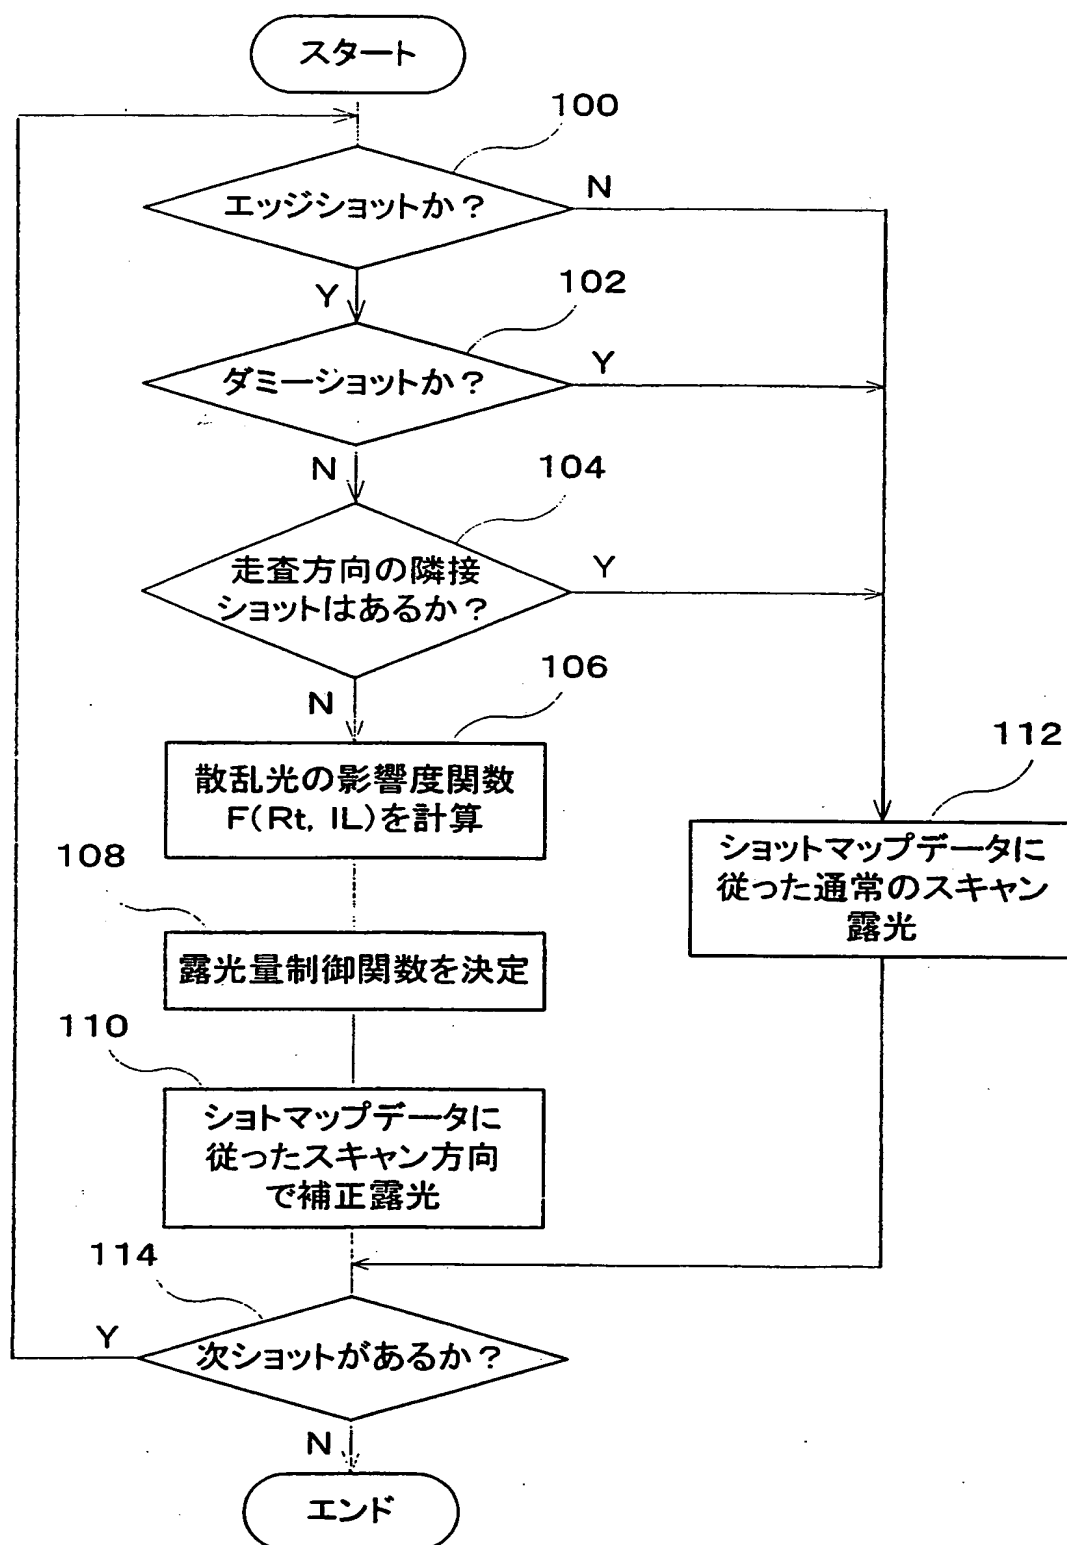 スタート
100
エッジショットか？
N
Y
102
ダミーショットか？
Y
N
104
走査方向の隣接
ショットはあるか？
Y
N
106
散乱光の影響度関数
F(Rt, IL)を計算
112
ショットマップデータに
従った通常のスキャン
露光
108
露光量制御関数を決定
110
ショトマップデータに
従ったスキャン方向
で補正露光
114
Y
次ショットがあるか？
N
エンド